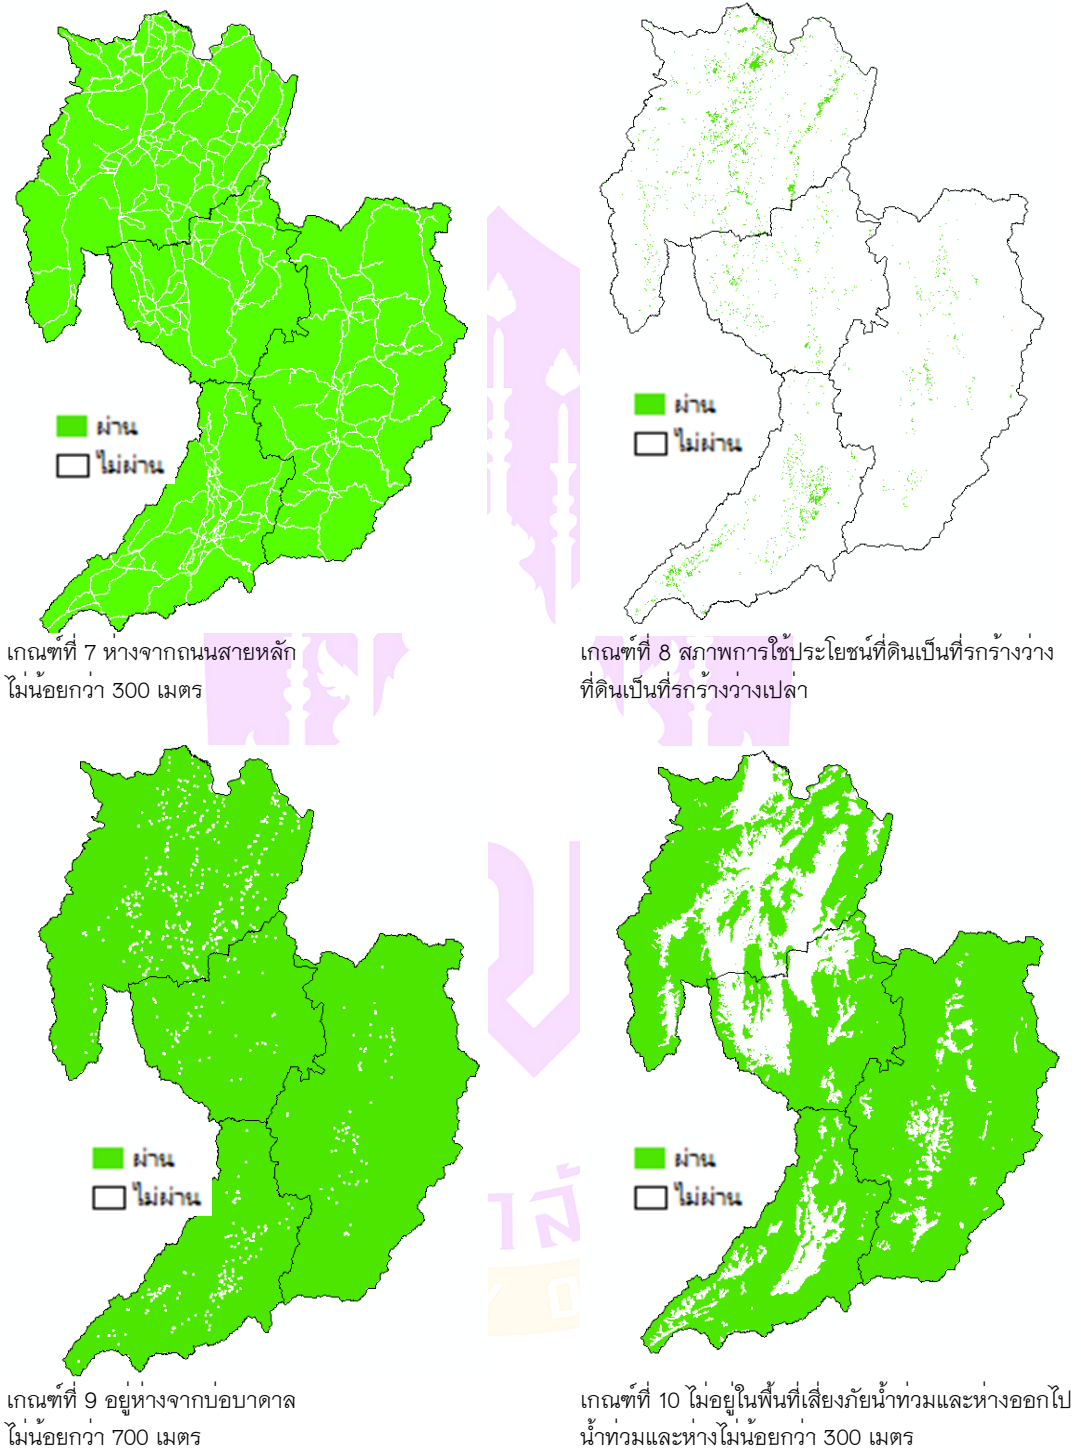 ผ่าน
ไม่ผ่าน
ผ่าน
ไม่ผ่าน
เกณฑ์ที่ 7 ห่างจากถนนสายหลัก
ไม่น้อยกว่า 300 เมตร
เกณฑ์ที่ 8 สภาพการใช้ประโยชน์ที่ดินเป็นที่รกร้างว่าง
ที่ดินเป็นที่รกร้างว่างเปล่า
ผ่าน
ไม่ผ่าน
ผ่าน
ไม่ผ่าน
เกณฑ์ที่ 9 อยู่ห่างจากบ่อบาดาล
ไม่น้อยกว่า 700 เมตร
เกณฑ์ที่ 10 ไม่อยู่ในพื้นที่เสี่ยงภัยน้ำท่วมและห่างออกไป
น้ำท่วมและห่างไม่น้อยกว่า 300 เมตร